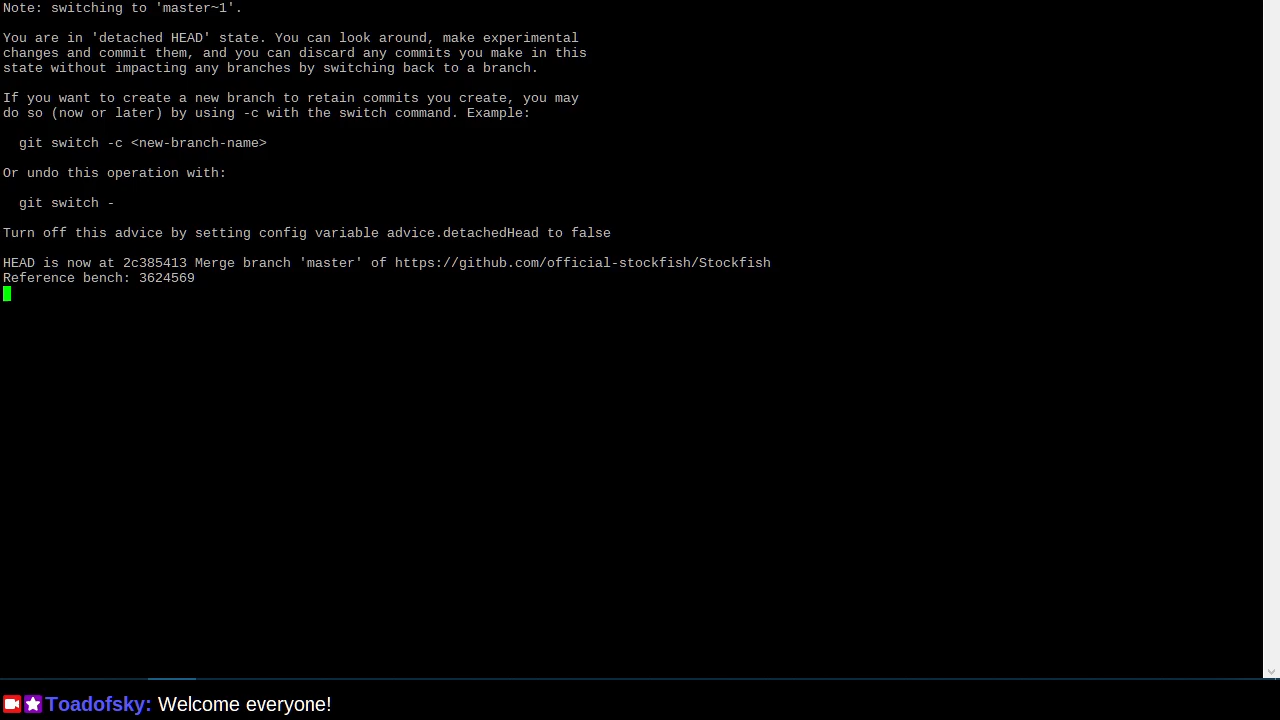 Note: switching to 'master~1'.
You are in 'detached HEAD' state. You can look around, make experimental
changes and commit them, and you can discard any commits you make in this
state without impacting any branches by switching back to a branch.
If you want to create a new branch to retain commits you create, you may
do so (now or later) by using -c with the switch command. Example:
git switch -c <new-branch-name>
Or undo this operation with:
git switch -
Turn off this advice by setting config variable advice.detachedHead to false
HEAD is now at 2c385413 Merge branch 'master' of https://github.com/official-stockfish/Stockfish
Reference bench: 3624569
Toadofsky: Welcome everyone!